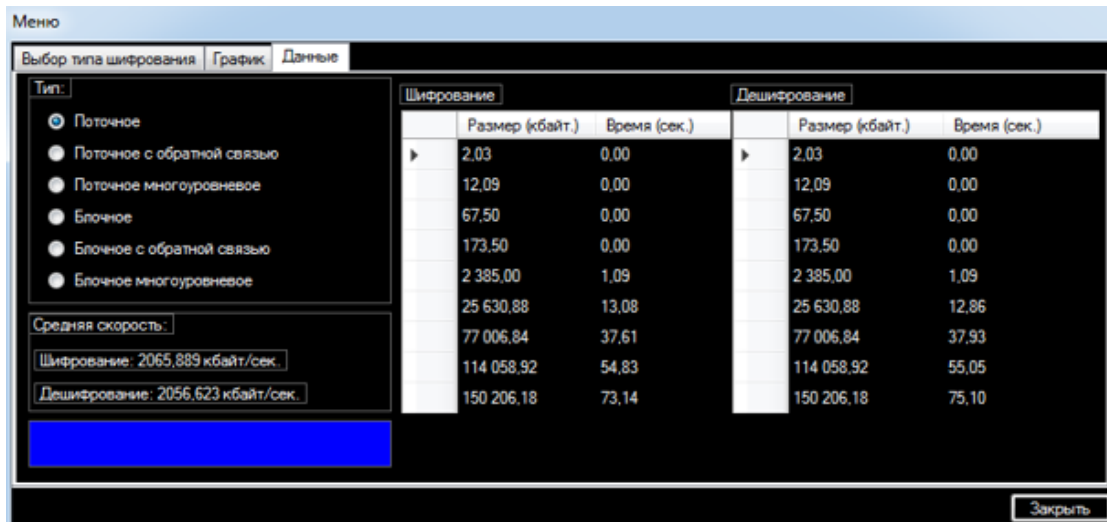 Меню
Выбор типа шифрования График Данные
Тип:
Поточное
Поточное с обратной связью
Поточное многоуровневое
Блочное
Блочное с обратной связью
Блочное многоуровневое
Средняя скорость:
Шифрование: 2065,889 кбайт/сек.
Дешифрование: 2056,623 кбайт/сек.
Шифрование
Размер (кбайт.) Время (сек.)
2,03 0,00
12,09 0,00
67,50 0,00
173,50 0,00
2 385,00 1,09
25 630,88 13,08
77 006,84 37,61
114 058,92 54,83
150 206,18 73,14
Дешифрование
Размер (кбайт.) Время (сек.)
2,03 0,00
12,09 0,00
67,50 0,00
173,50 0,00
2 385,00 1,09
25 630,88 12,86
77 006,84 37,93
114 058,92 55,05
150 206,18 75,10
Закрыть